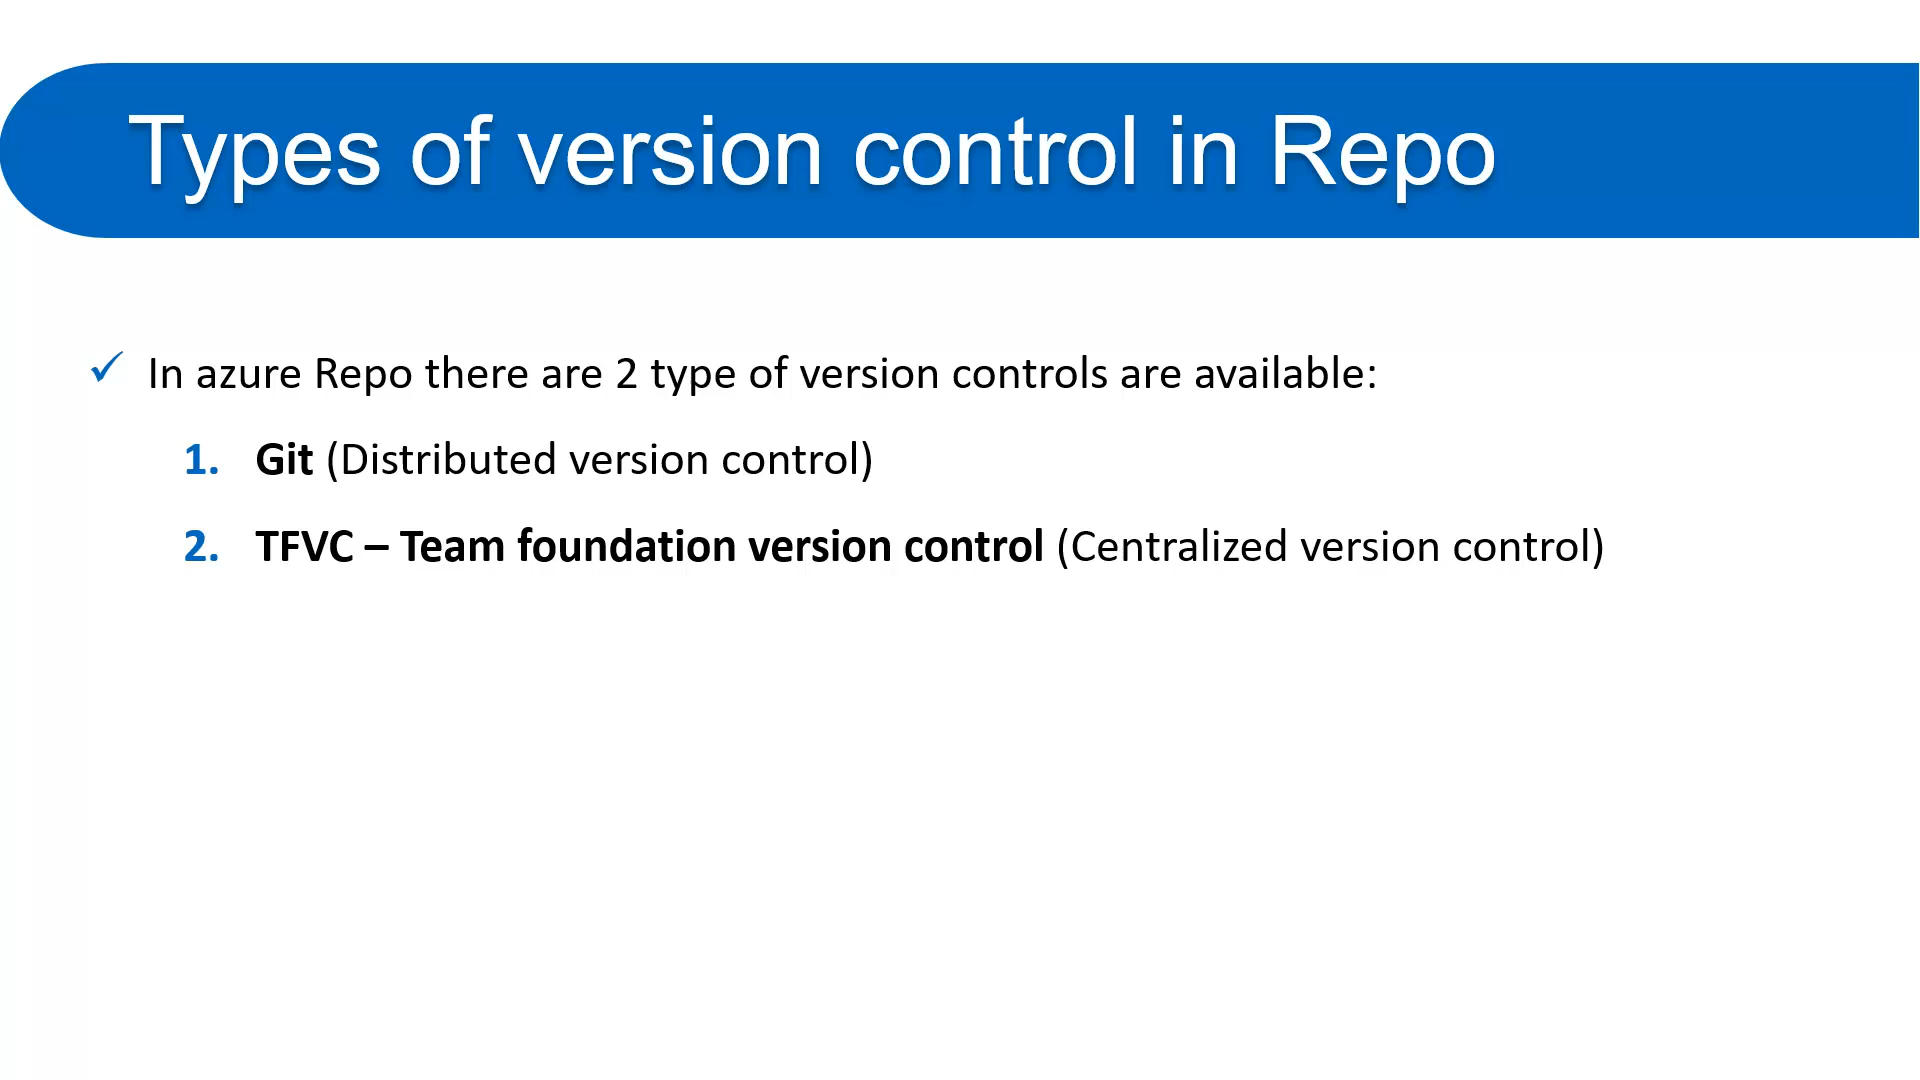 Types of version control in Repo
✓ In azure Repo there are 2 type of version controls are available:
1. Git (Distributed version control)
2. TFVC – Team foundation version control (Centralized version control)